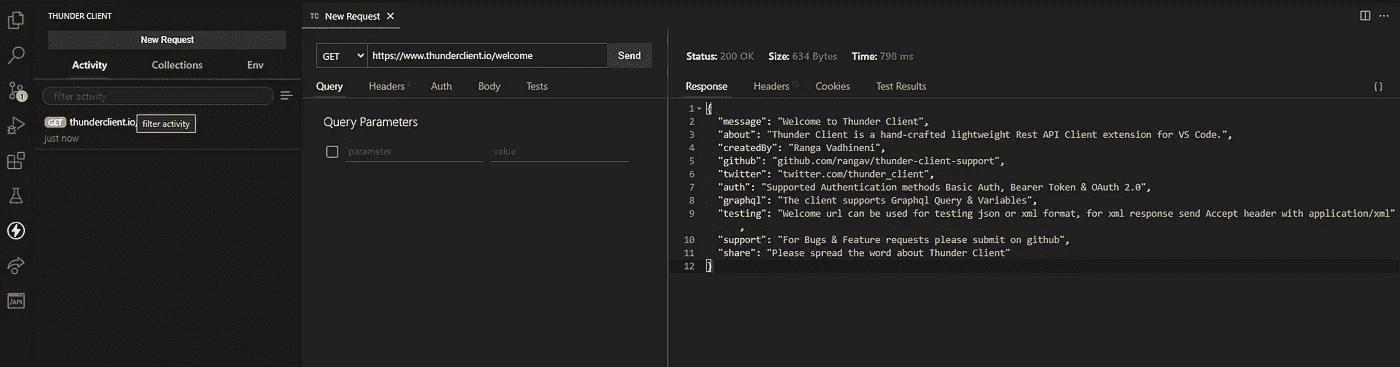 THUNDER CLIENT
New Request
Activity Collections Env
filter activity
GET thunderclient.io
filter activity
just now
1
/API
TC New Request
GET https://www.thunderclient.io/welcome Send
Query Headers 2 Auth Body Tests
Query Parameters
parameter value
Status: 200 OK Size: 634 Bytes Time: 798 ms
Response Headers 10 Cookies Test Results {}
1 {
2 "message": "Welcome to Thunder Client",
3 "about": "Thunder Client is a hand-crafted lightweight Rest API Client extension for VS Code.",
4 "createdBy": "Ranga Vadhineni",
5 "github": "github.com/rangav/thunder-client-support",
6 "twitter": "twitter.com/thunder_client",
7 "auth": "Supported Authentication methods Basic Auth, Bearer Token & OAuth 2.0",
8 "graphql": "The client supports Graphql Query & Variables",
9 "testing": "Welcome url can be used for testing json or xml format, for xml response send Accept header with application/xml"
,
10 "support": "For Bugs & Feature requests please submit on github",
11 "share": "Please spread the word about Thunder Client"
12 }